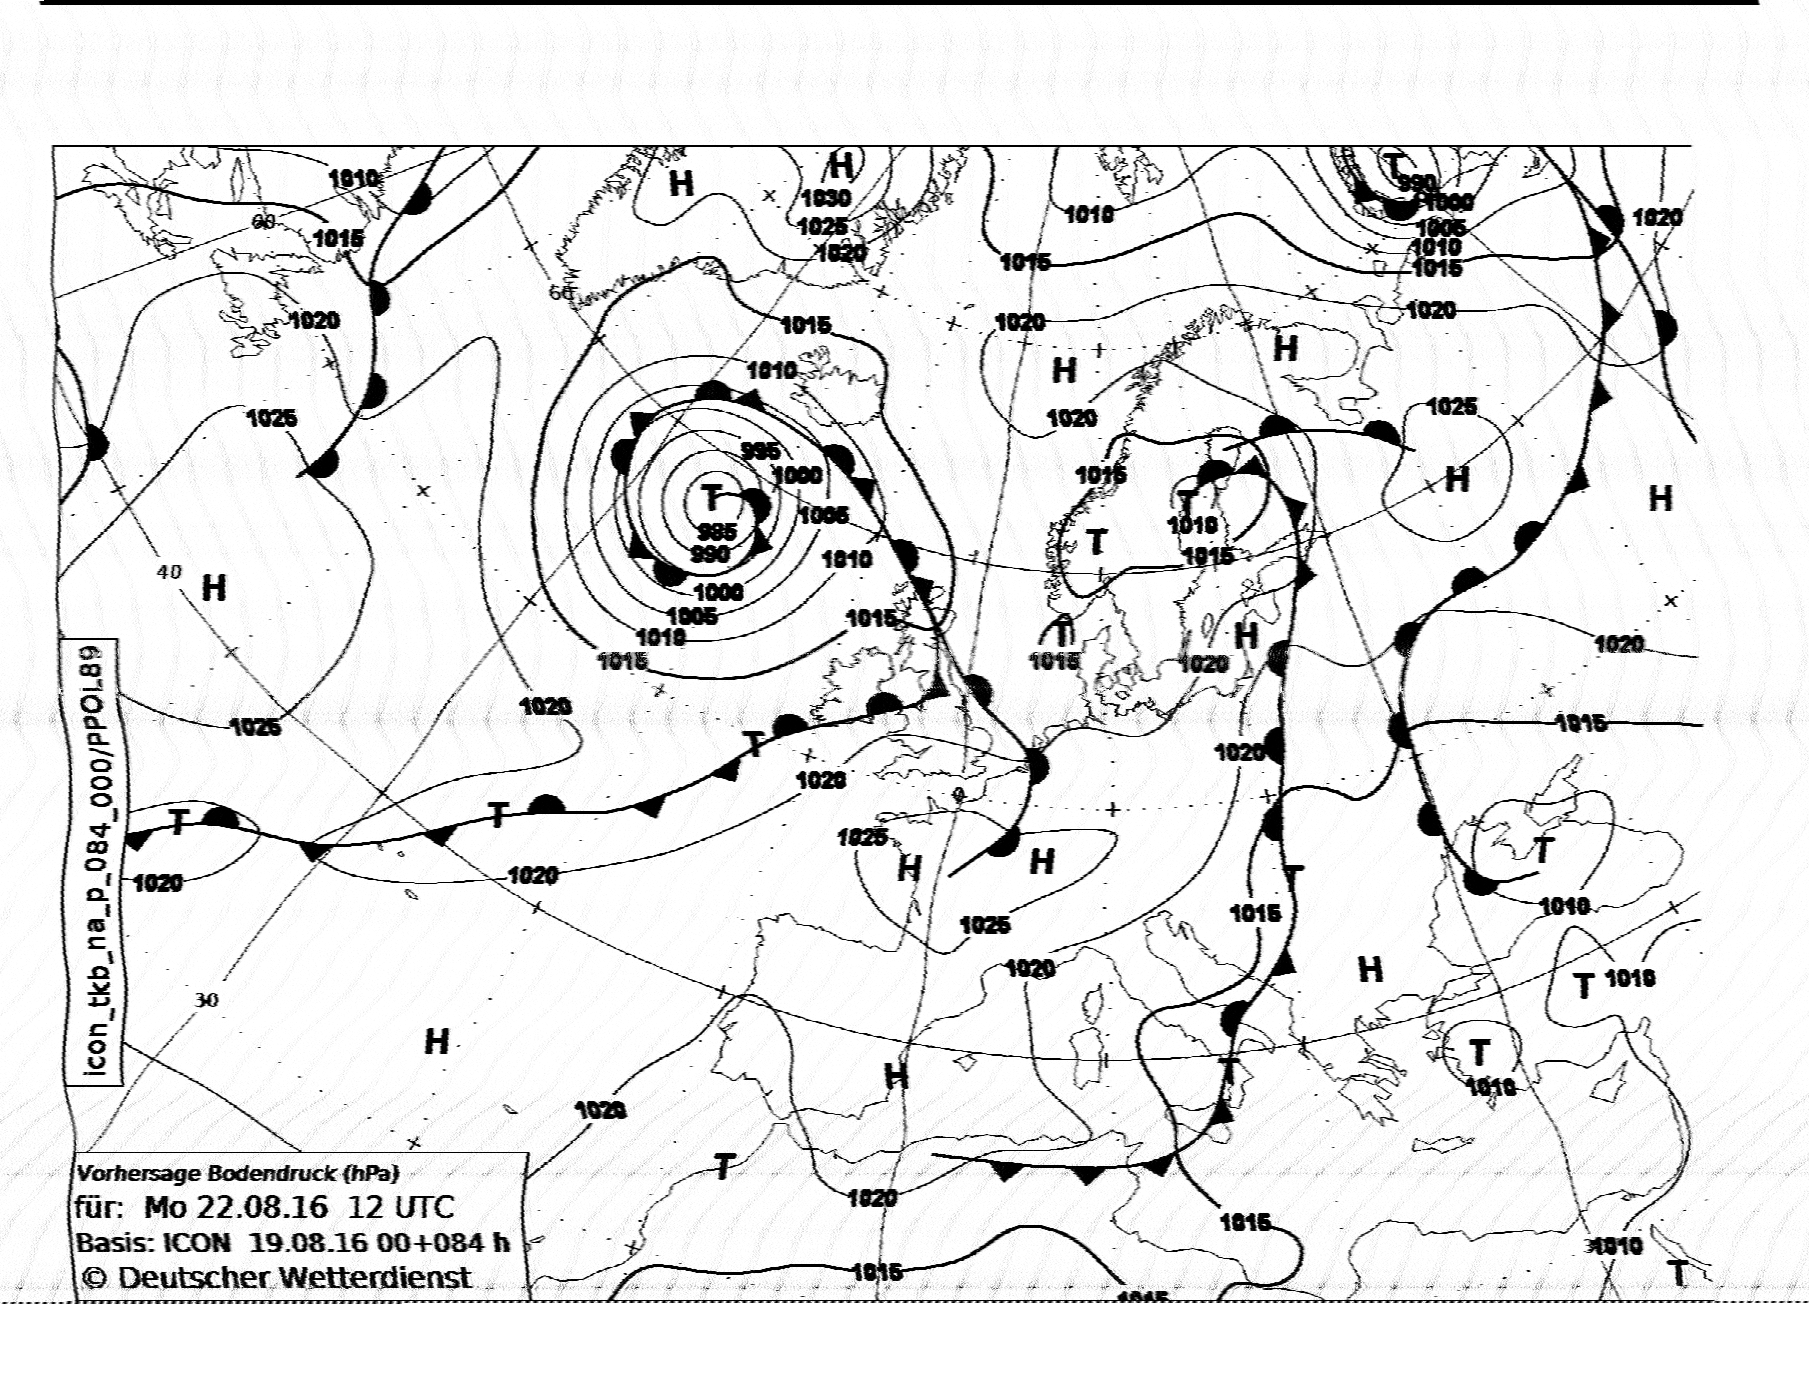 H
H
T
1010
1030
990
1000
60
1025
1005
1020
1015
1020
1010
1010
1015
1015
1015
60
1020
1015
1020
1020
1020
H
H
1010
1020
1025
1025
995
1000
1015
H
H
T
T
1010
985
1005
990
1010
T
1015
40
H
1000
1005
1015
1010
T
H
1015
1015
1020
1020
1020
1025
1015
T
1020
1020
T
T
0
1025
H
H
T
T
1020
1020
1025
1015
1010
1020
H
T
1010
30
H
H
T
T
1010
1020
T
1020
1015
1015
1010
T
1015
icon_tkb_na_p_084_000/PPOL89
Vorhersage Bodendruck (hPa)
für: Mo 22.08.16 12 UTC
Basis: ICON 19.08.16 00+084 h
© Deutscher Wetterdienst